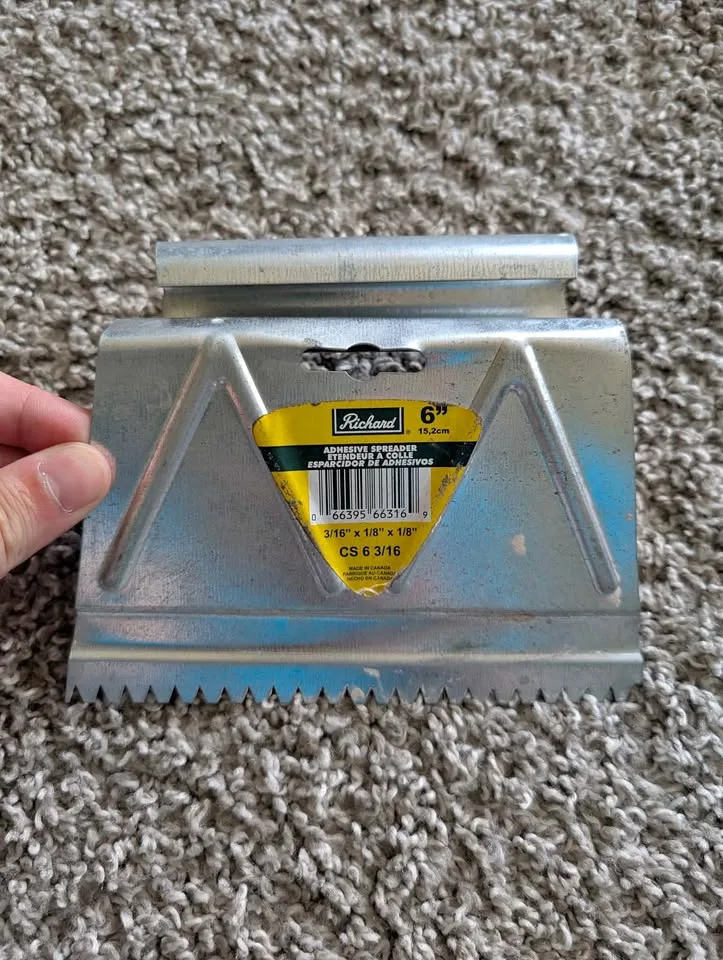 Richard®
6”
15,2cm
ADHESIVE SPREADER
ETENDEUR A COLLE
ESPARCIDOR DE ADHESIVOS
0 66395 66316 9
3/16” x 1/8” x 1/8”
CS 6 3/16
MADE IN CANADA
FABRIQUE AU CANADA
HECHO EN CANADA